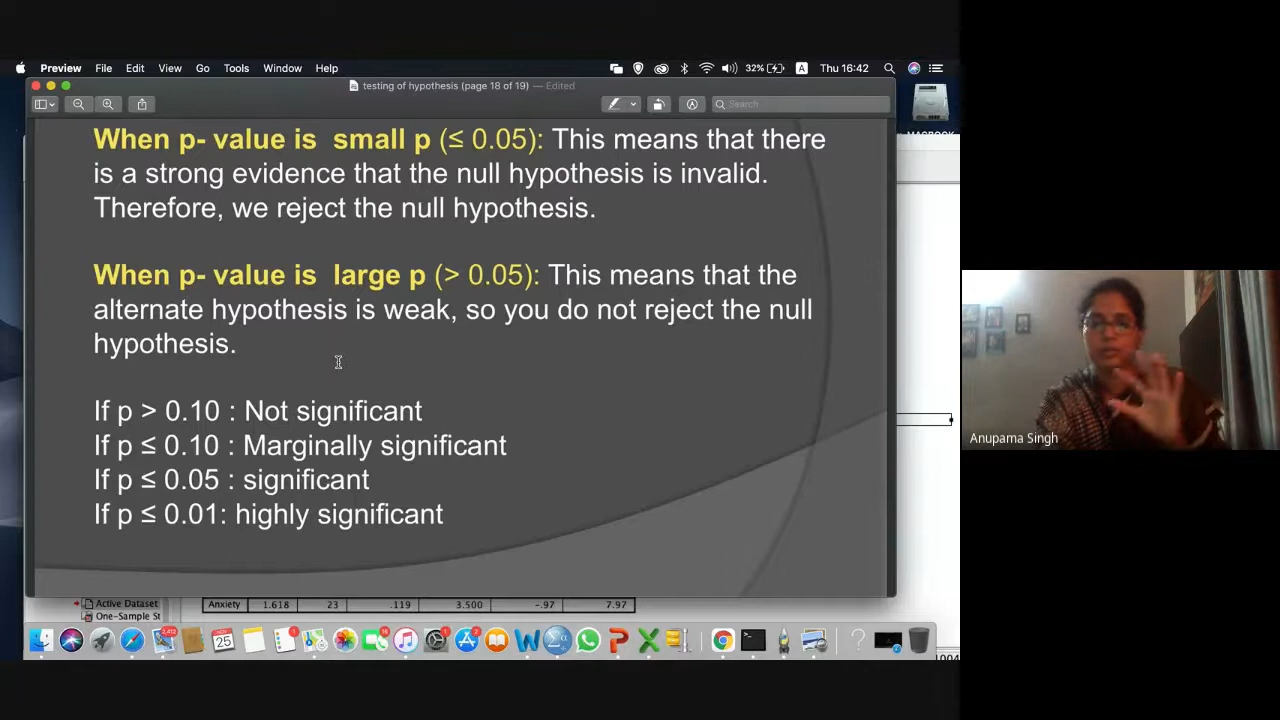 Preview File Edit View Go Tools Window Help 32% A Thu 16:42
testing of hypothesis (page 18 of 19) — Edited
Search
When p- value is small p (≤ 0.05): This means that there
is a strong evidence that the null hypothesis is invalid.
Therefore, we reject the null hypothesis.
When p- value is large p (> 0.05): This means that the
alternate hypothesis is weak, so you do not reject the null
hypothesis.
If p > 0.10 : Not significant
If p ≤ 0.10 : Marginally significant
If p ≤ 0.05 : significant
If p ≤ 0.01: highly significant
Anupama Singh
Active Dataset
One-Sample St
Anxiety 1.618 23 .119 3.500 -.97 7.97
NOV
25